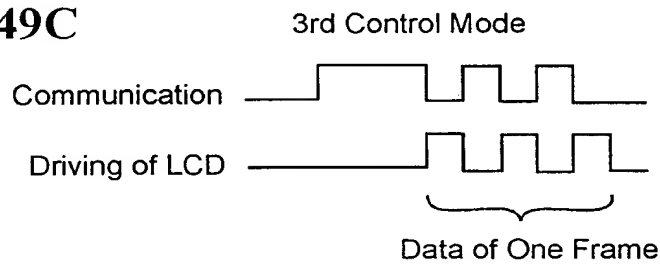 49C
3rd Control Mode
Communication
Driving of LCD
Data of One Frame